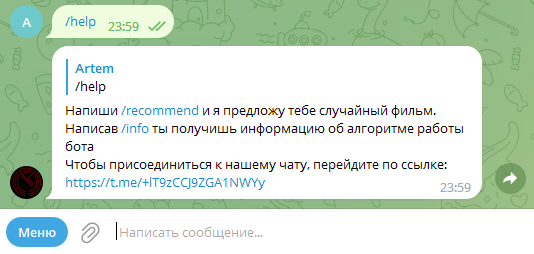 A
/help
23:59
Artem
/help
Напиши /recommend и я предложу тебе случайный фильм.
Написав /info ты получишь информацию об алгоритме работы
бота
Чтобы присоединиться к нашему чату, перейдите по ссылке:
https://t.me/+lT9zCCJ9ZGA1NWYy
23:59
Меню
Написать сообщение...